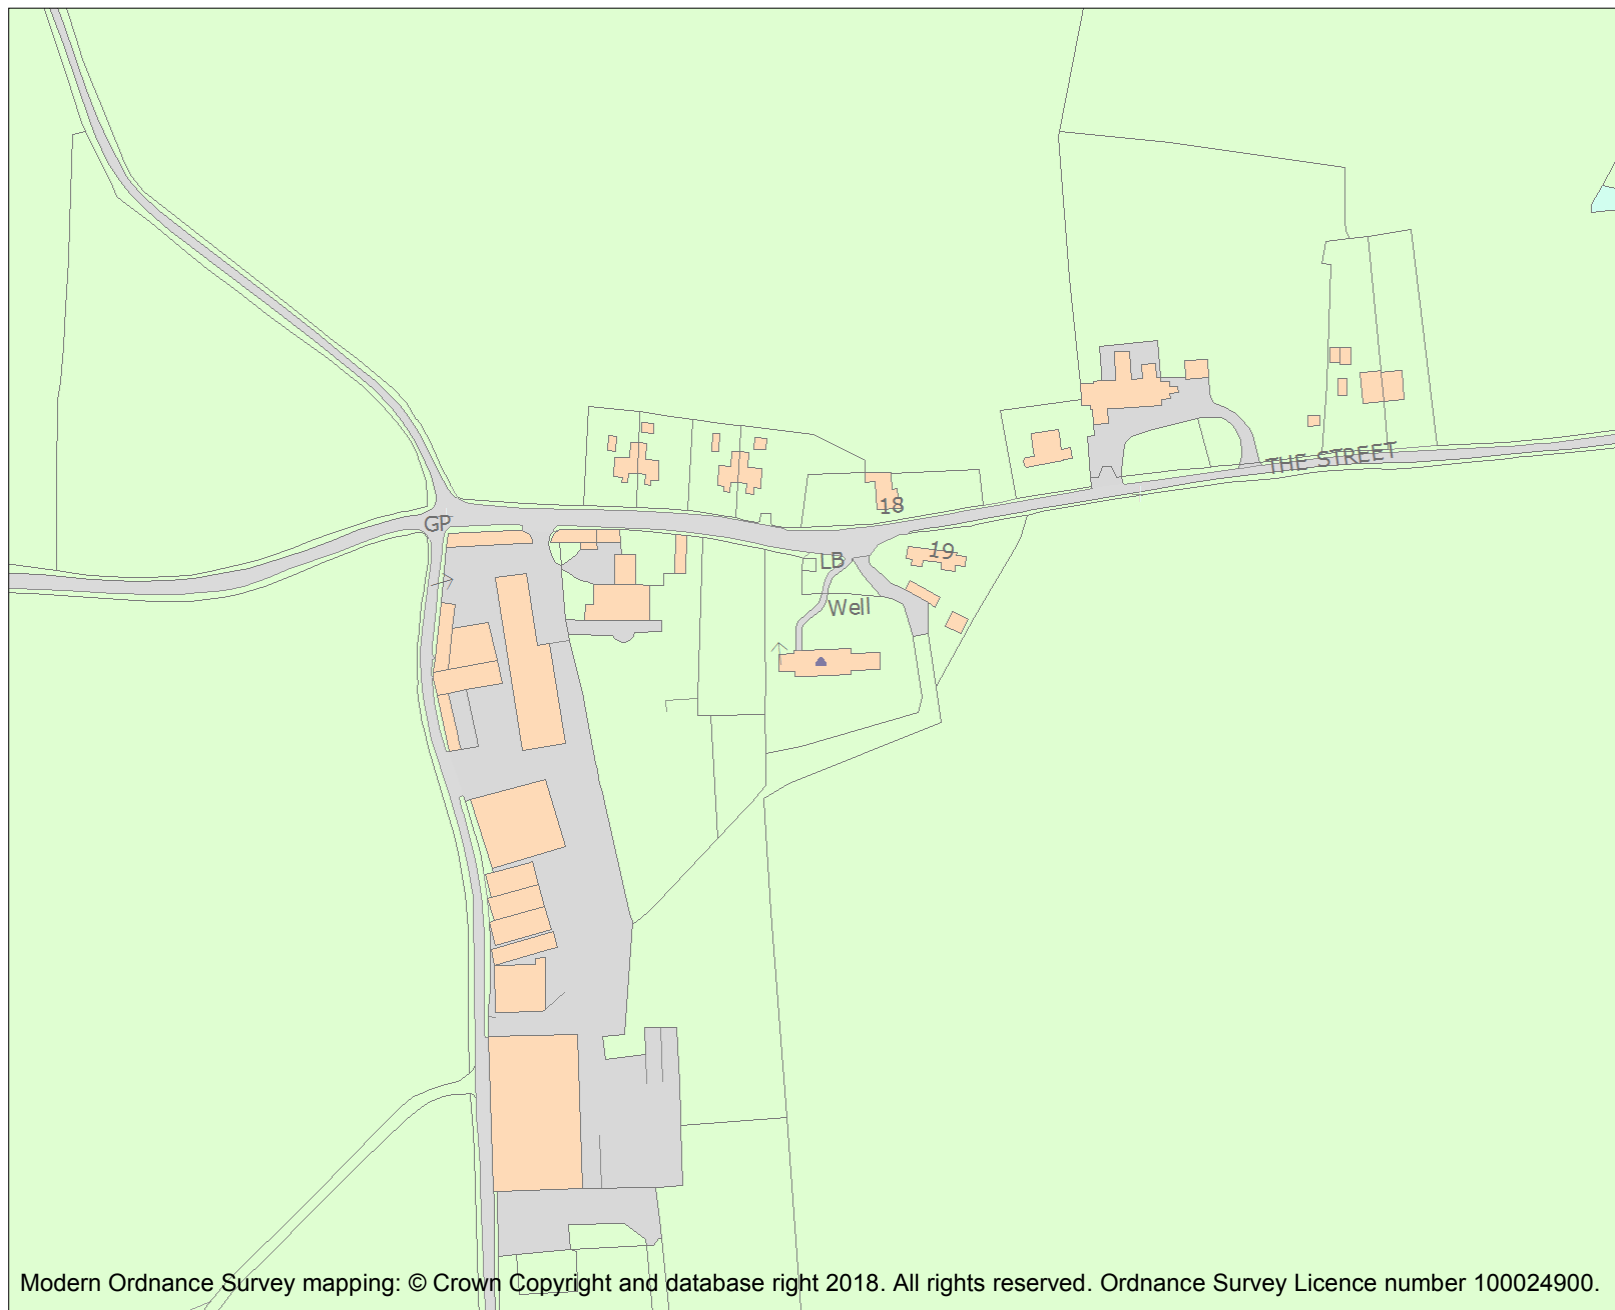 THE STREET
18
GP
19
LB
Well
Modern Ordnance Survey mapping: © Crown Copyright and database right 2018. All rights reserved. Ordnance Survey Licence number 100024900.